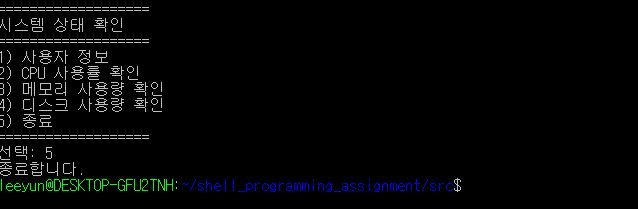 ===================
시스템 상태 확인
===================
1) 사용자 정보
2) CPU 사용률 확인
3) 메모리 사용량 확인
4) 디스크 사용량 확인
5) 종료
===================
선택: 5
종료합니다.
leeyun@DESKTOP-GFU2TNH:~/shell_programming_assignment/src$